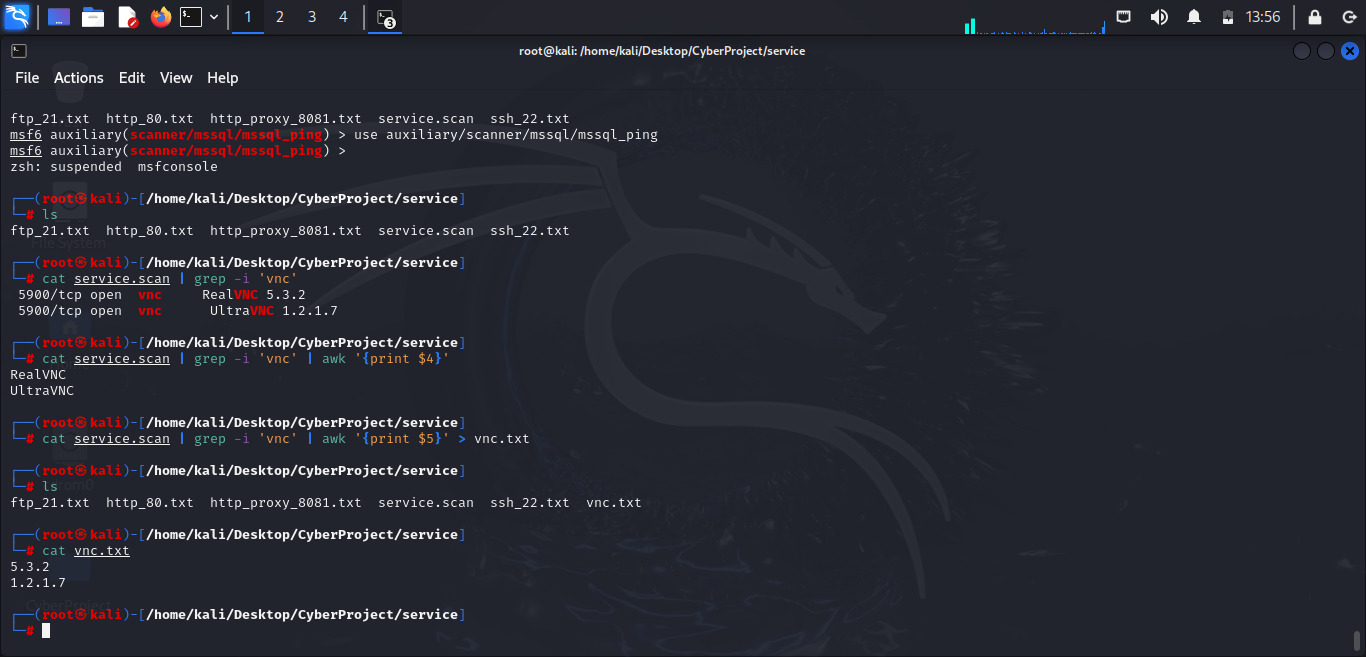 1 2 3 4 3 13:56
root@kali: /home/kali/Desktop/CyberProject/service
File Actions Edit View Help
ftp_21.txt  http_80.txt  http_proxy_8081.txt  service.scan  ssh_22.txt
msf6 auxiliary(scanner/mssql/mssql_ping) > use auxiliary/scanner/mssql/mssql_ping
msf6 auxiliary(scanner/mssql/mssql_ping) >
zsh: suspended  msfconsole
┌──(root㉿kali)-[/home/kali/Desktop/CyberProject/service]
└─# ls
ftp_21.txt  http_80.txt  http_proxy_8081.txt  service.scan  ssh_22.txt
File System
┌──(root㉿kali)-[/home/kali/Desktop/CyberProject/service]
└─# cat service.scan | grep -i 'vnc'
 5900/tcp open  vnc     RealVNC 5.3.2
 5900/tcp open  vnc      UltraVNC 1.2.1.7
┌──(root㉿kali)-[/home/kali/Desktop/CyberProject/service]
└─# cat service.scan | grep -i 'vnc' | awk '{print $4}'
RealVNC
UltraVNC
┌──(root㉿kali)-[/home/kali/Desktop/CyberProject/service]
└─# cat service.scan | grep -i 'vnc' | awk '{print $5}' > vnc.txt
┌──(root㉿kali)-[/home/kali/Desktop/CyberProject/service]
└─# ls
ftp_21.txt  http_80.txt  http_proxy_8081.txt  service.scan  ssh_22.txt  vnc.txt
┌──(root㉿kali)-[/home/kali/Desktop/CyberProject/service]
└─# cat vnc.txt
5.3.2
1.2.1.7
┌──(root㉿kali)-[/home/kali/Desktop/CyberProject/service]
└─#